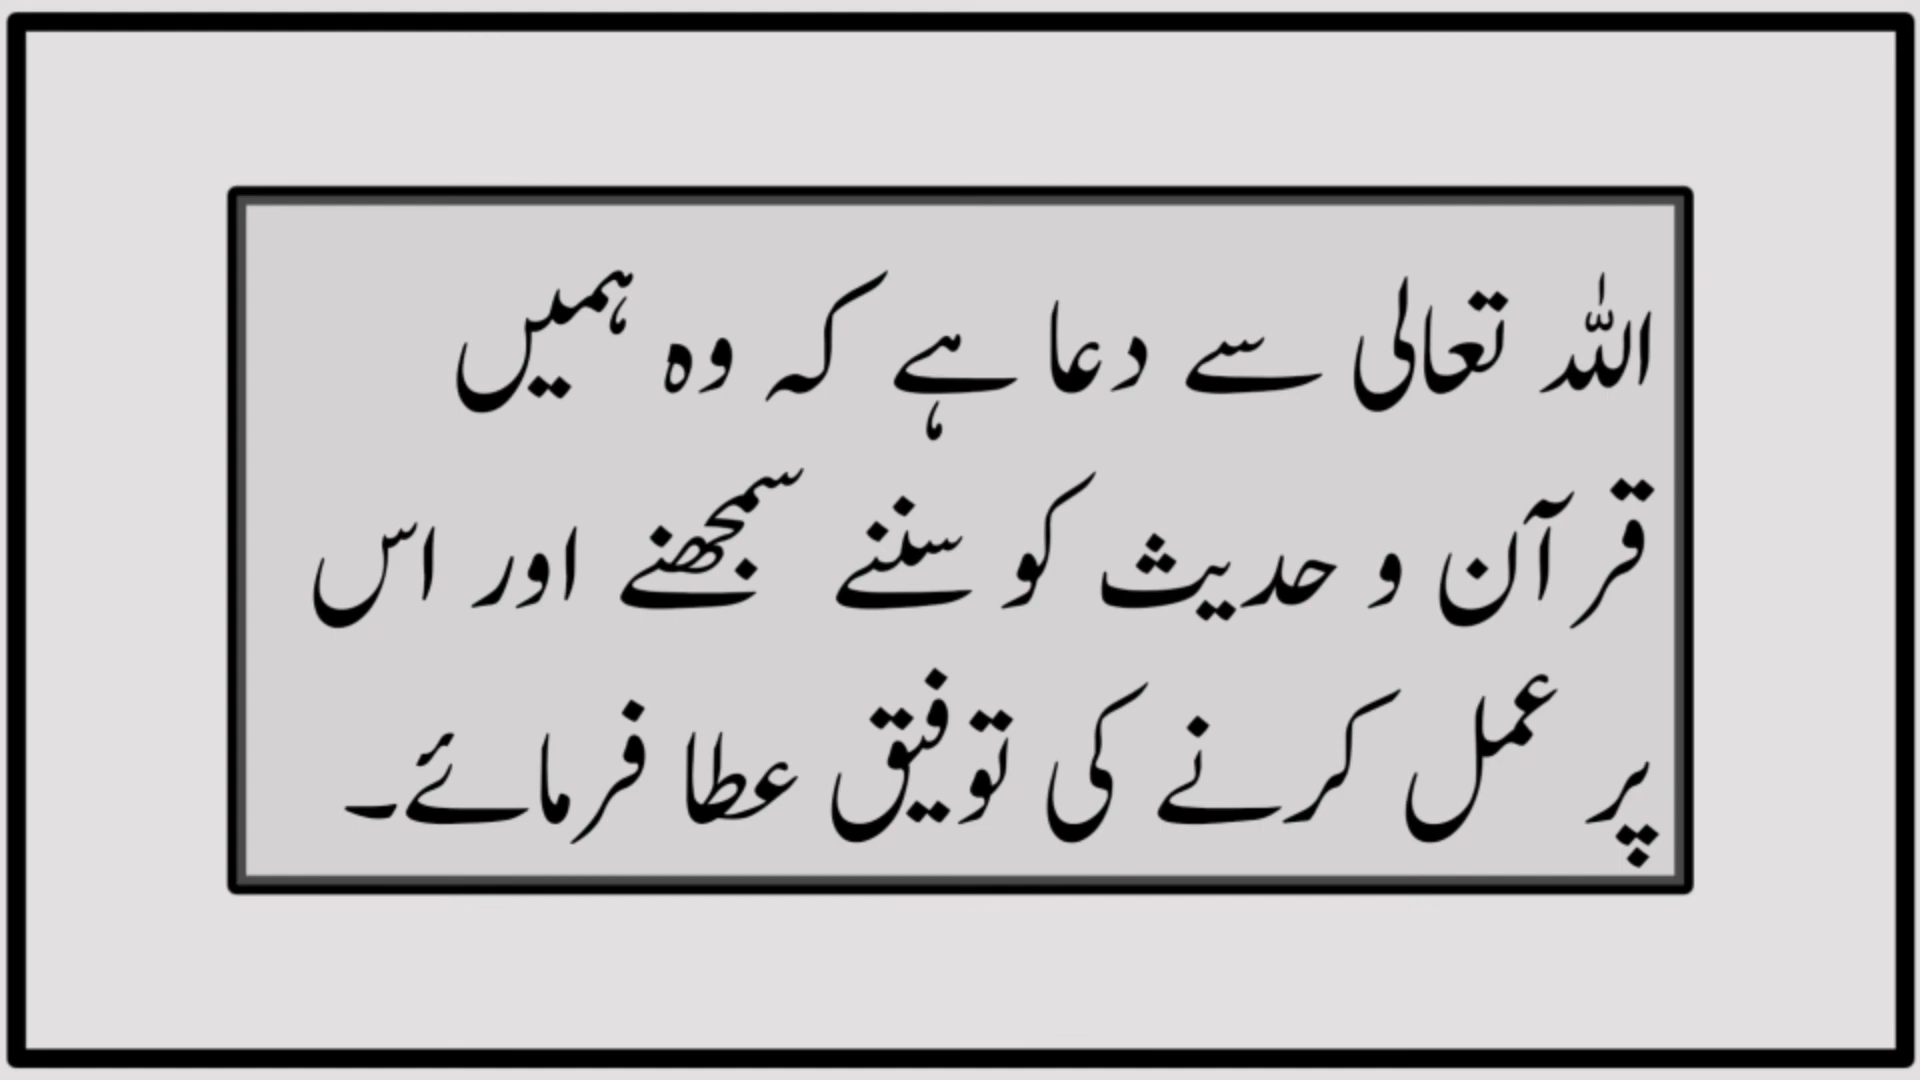 اللہ تعالی سے دعا ہے کہ وہ ہمیں
قرآن و حدیث کو سننے سمجھنے اور اس
پر عمل کرنے کی توفیق عطا فرمائے۔